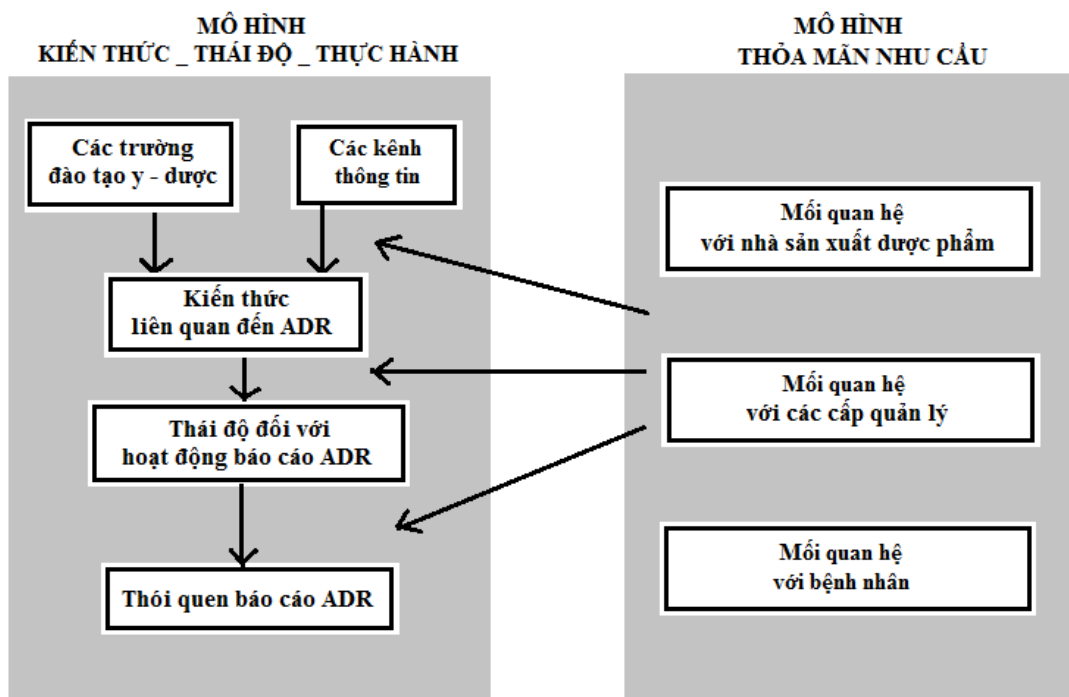 MÔ HÌNH
KIẾN THỨC _ THÁI ĐỘ _ THỰC HÀNH
Các trường
đào tạo y - dược
Các kênh
thông tin
Kiến thức
liên quan đến ADR
Thái độ đối với
hoạt động báo cáo ADR
Thói quen báo cáo ADR
MÔ HÌNH
THỎA MÃN NHU CẦU
Mối quan hệ
với nhà sản xuất dược phẩm
Mối quan hệ
với các cấp quản lý
Mối quan hệ
với bệnh nhân